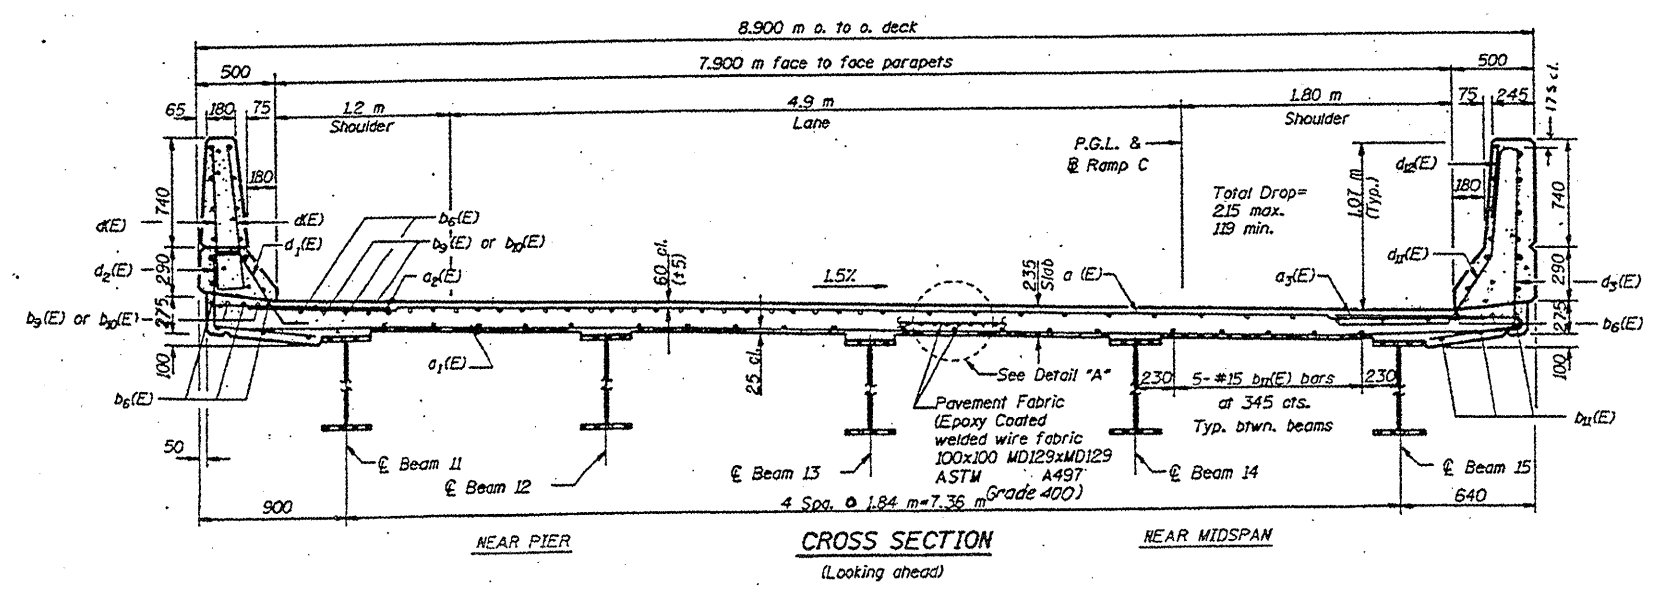 8.900 m o. to o. deck
7.900 m face to face parapets
500
500
65
180
75
1.2 m
Shoulder
4.9 m
Lane
1.80 m
Shoulder
75
245
175 cl.
P.G.L. &
℄ Ramp C
d12(E)
180
180
740
740
1.07 m
(Typ.)
Total Drop=
215 max.
119 min.
d(E)
d(E)
b6(E)
b9(E) or b10(E)
d1(E)
a2(E)
d2(E)
290
60 cl.
(±5)
1.5%
235
Slab
a (E)
a3(E)
d11(E)
290
d3(E)
b9(E) or b10(E)
275
275
b6(E)
100
a1(E)
25 cl.
See Detail "A"
230
5-#15 b11(E) bars
at 345 cts.
Typ. btwn. beams
230
100
b6(E)
b11(E)
Pavement Fabric
(Epoxy Coated
welded wire fabric
100x100 MD129xMD129
ASTM A497
Grade 400)
50
℄ Beam 11
℄ Beam 12
℄ Beam 13
℄ Beam 14
℄ Beam 15
900
4 Spa. @ 1.84 m=7.36 m
640
NEAR PIER
CROSS SECTION
NEAR MIDSPAN
(Looking ahead)